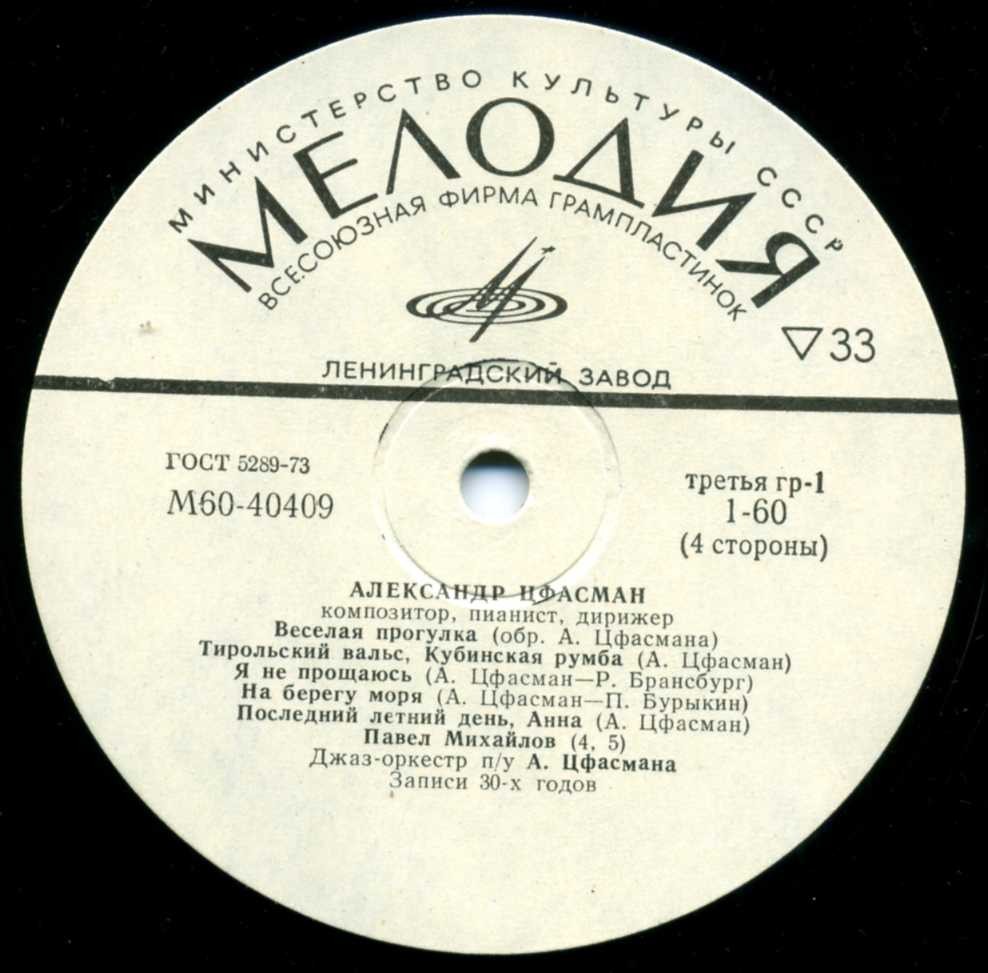 МИНИСТЕРСТВО КУЛЬТУРЫ СССР
МЕЛОДИЯ
ВСЕСОЮЗНАЯ ФИРМА ГРАМПЛАСТИНОК
33
ЛЕНИНГРАДСКИЙ ЗАВОД
ГОСТ 5289-73
М60-40409
третья гр-1
1-60
(4 стороны)
АЛЕКСАНДР ЦФАСМАН
композитор, пианист, дирижер
Веселая прогулка (обр. А. Цфасмана)
Тирольский вальс, Кубинская румба (А. Цфасман)
Я не прощаюсь (А. Цфасман—Р. Брансбург)
На берегу моря (А. Цфасман—П. Бурыкин)
Последний летний день, Анна (А. Цфасман)
Павел Михайлов (4, 5)
Джаз-оркестр п/у А. Цфасмана
Записи 30-х годов